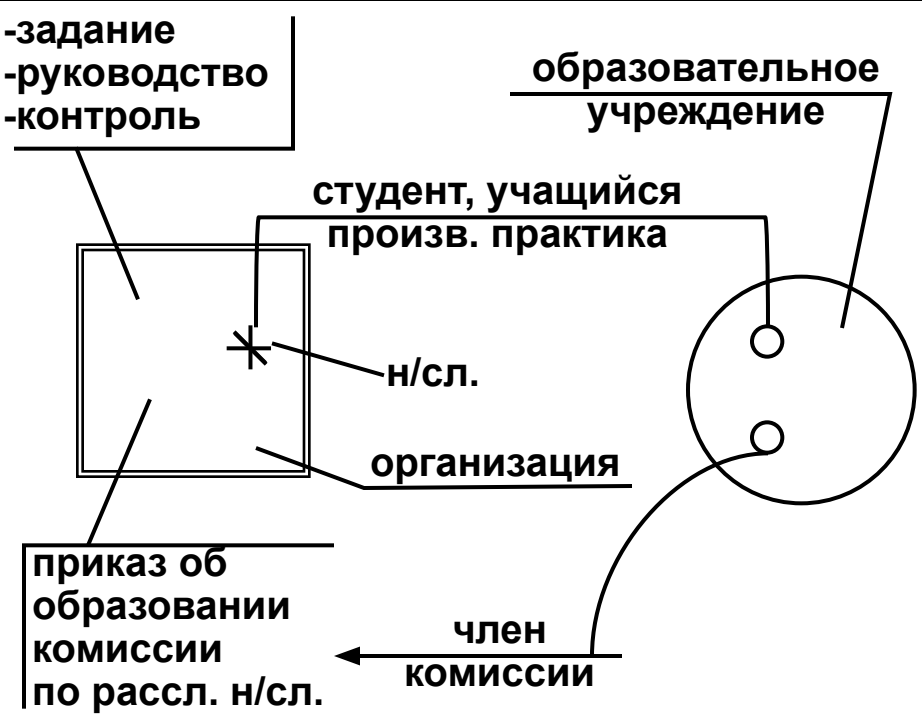 -задание
-руководство
-контроль
образовательное
учреждение
студент, учащийся
произв. практика
н/сл.
организация
приказ об
образовании
комиссии
по рассл. н/сл.
член
комиссии